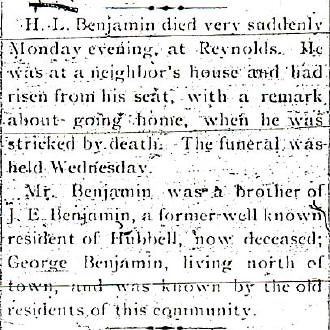 H. L. Benjamin died very suddenly
Monday evening, at Reynolds. He
was at a neighbor's house and had
risen from his seat, with a remark
about going home, when he was
stricked by death. The funeral was
held Wednesday.
Mr. Benjamin was a brother of
J. E. Benjamin, a former well known
resident of Hubbell, now deceased;
George Benjamin, living north of
town, and was known by the old
residents of this community.